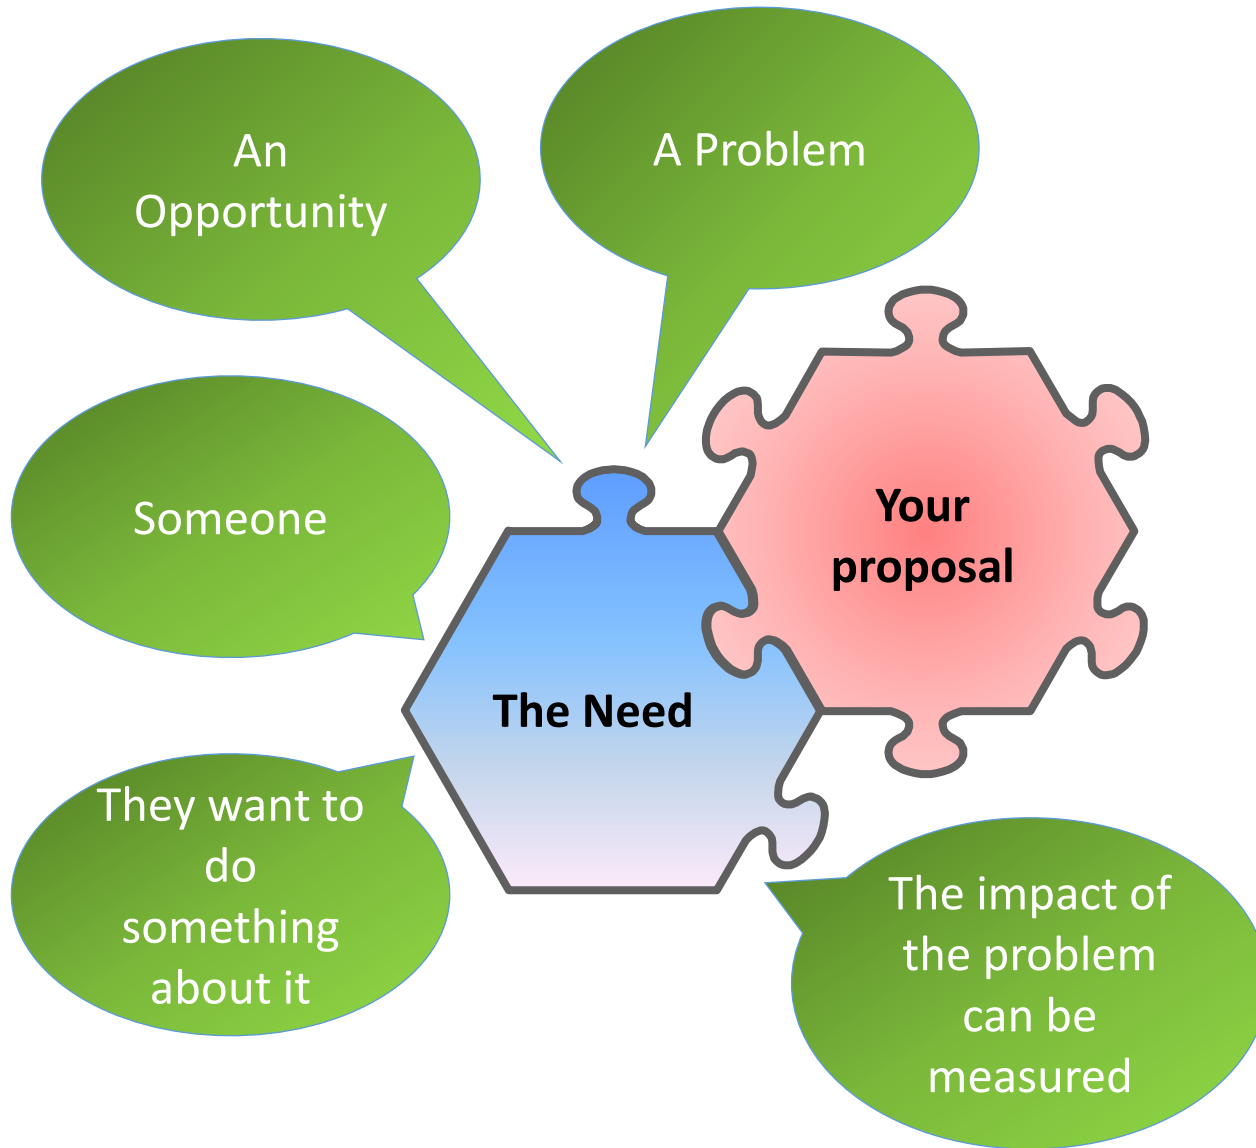 An
Opportunity
A Problem
Someone
Your
proposal
The Need
They want to
do
something
about it
The impact of
the problem
can be
measured